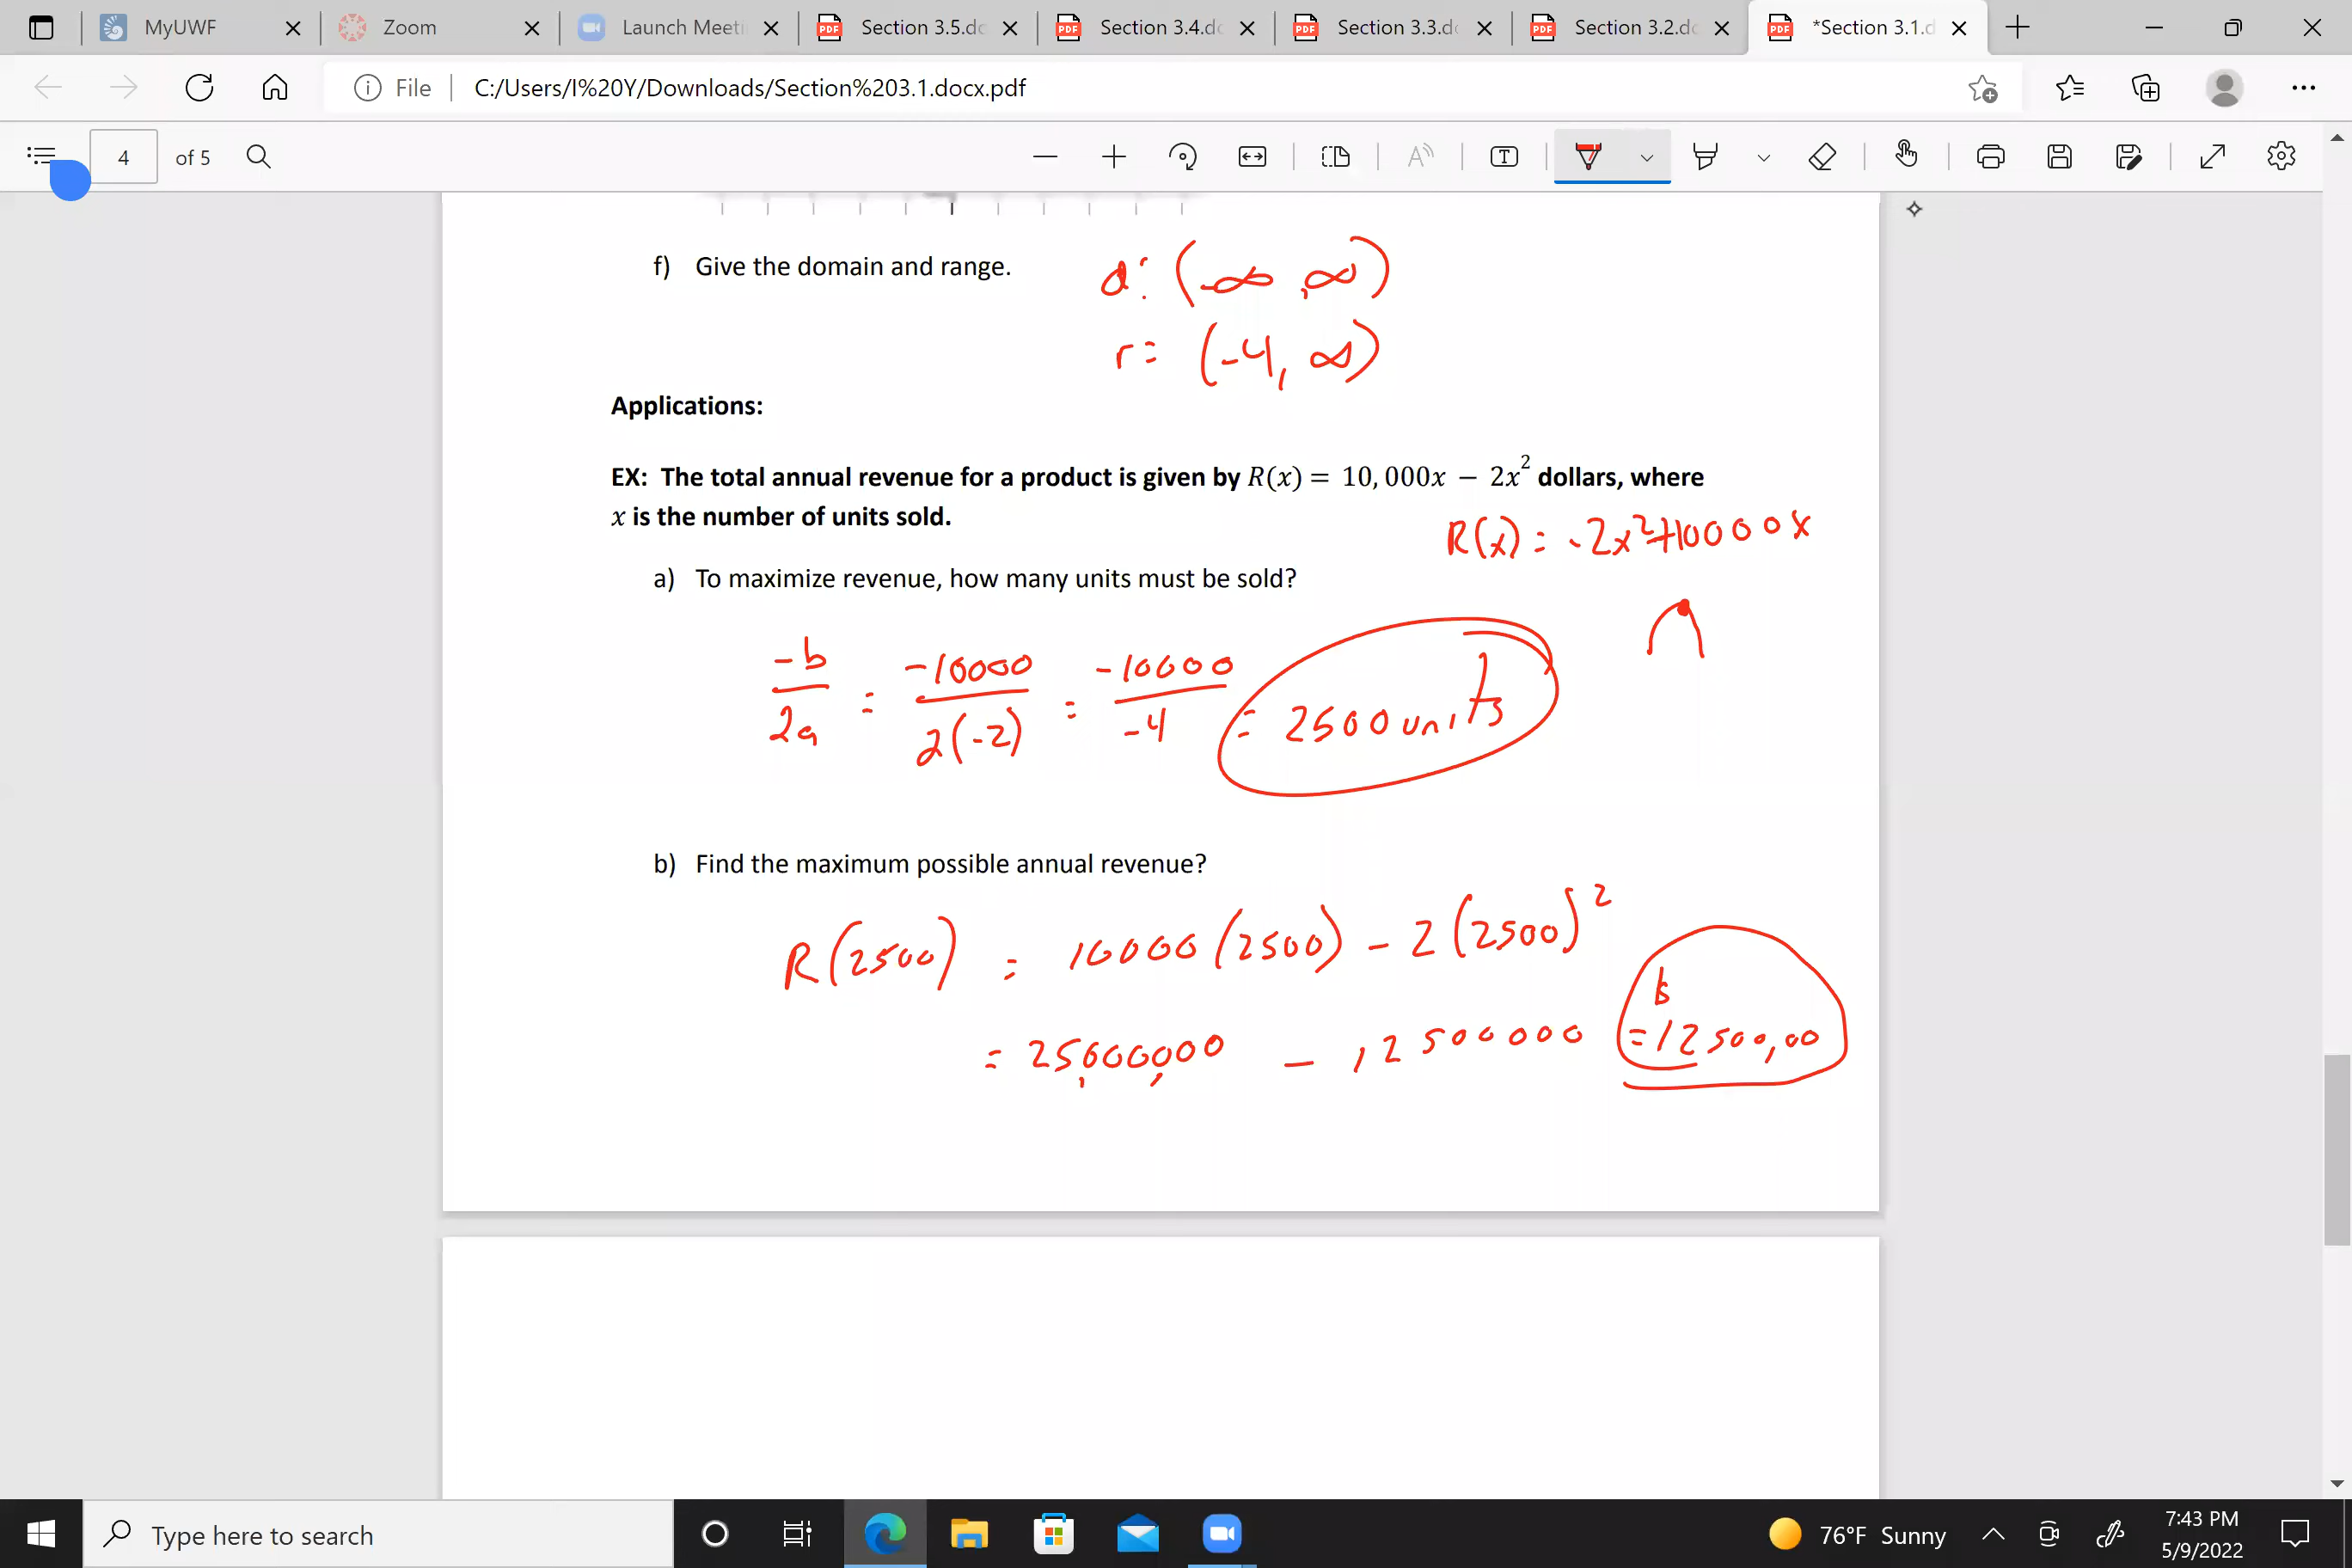 MyUWF
Zoom
Launch Meeti
Section 3.5.dc
Section 3.4.dc
Section 3.3.dc
Section 3.2.dc
*Section 3.1.d
File
C:/Users/I%20Y/Downloads/Section%203.1.docx.pdf
4 of 5
f) Give the domain and range.
d: (-∞, ∞)
r= (-4, ∞)
Applications:
EX: The total annual revenue for a product is given by R(x) = 10,000x − 2x² dollars, where
x is the number of units sold.
R(x) = -2x²+10000x
a) To maximize revenue, how many units must be sold?
-b/2a = -10000/2(-2) = -10000/-4 = 2500 units
b) Find the maximum possible annual revenue?
R(2500) = 10000(2500) - 2(2500)²
= 25,000,000 - 12500000 = 12500,00
Type here to search
76°F Sunny
7:43 PM
5/9/2022